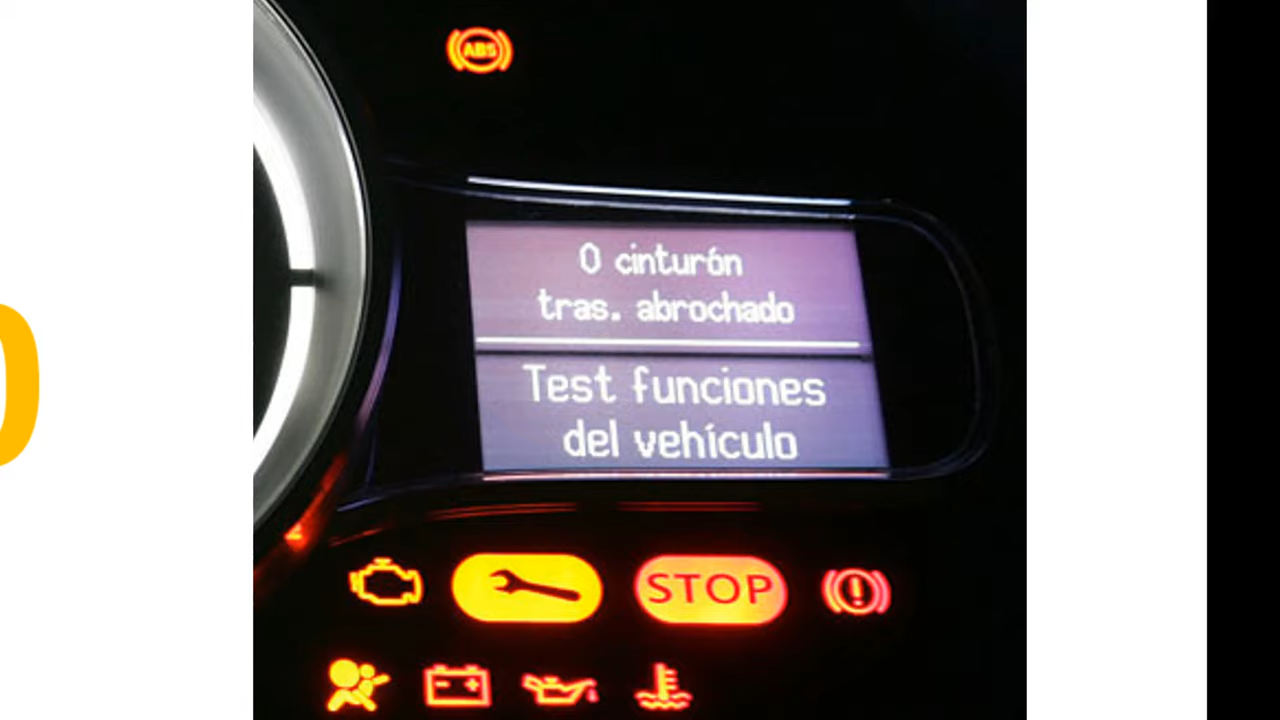 ABS
0 cinturón
tras. abrochado
Test funciones
del vehículo
STOP